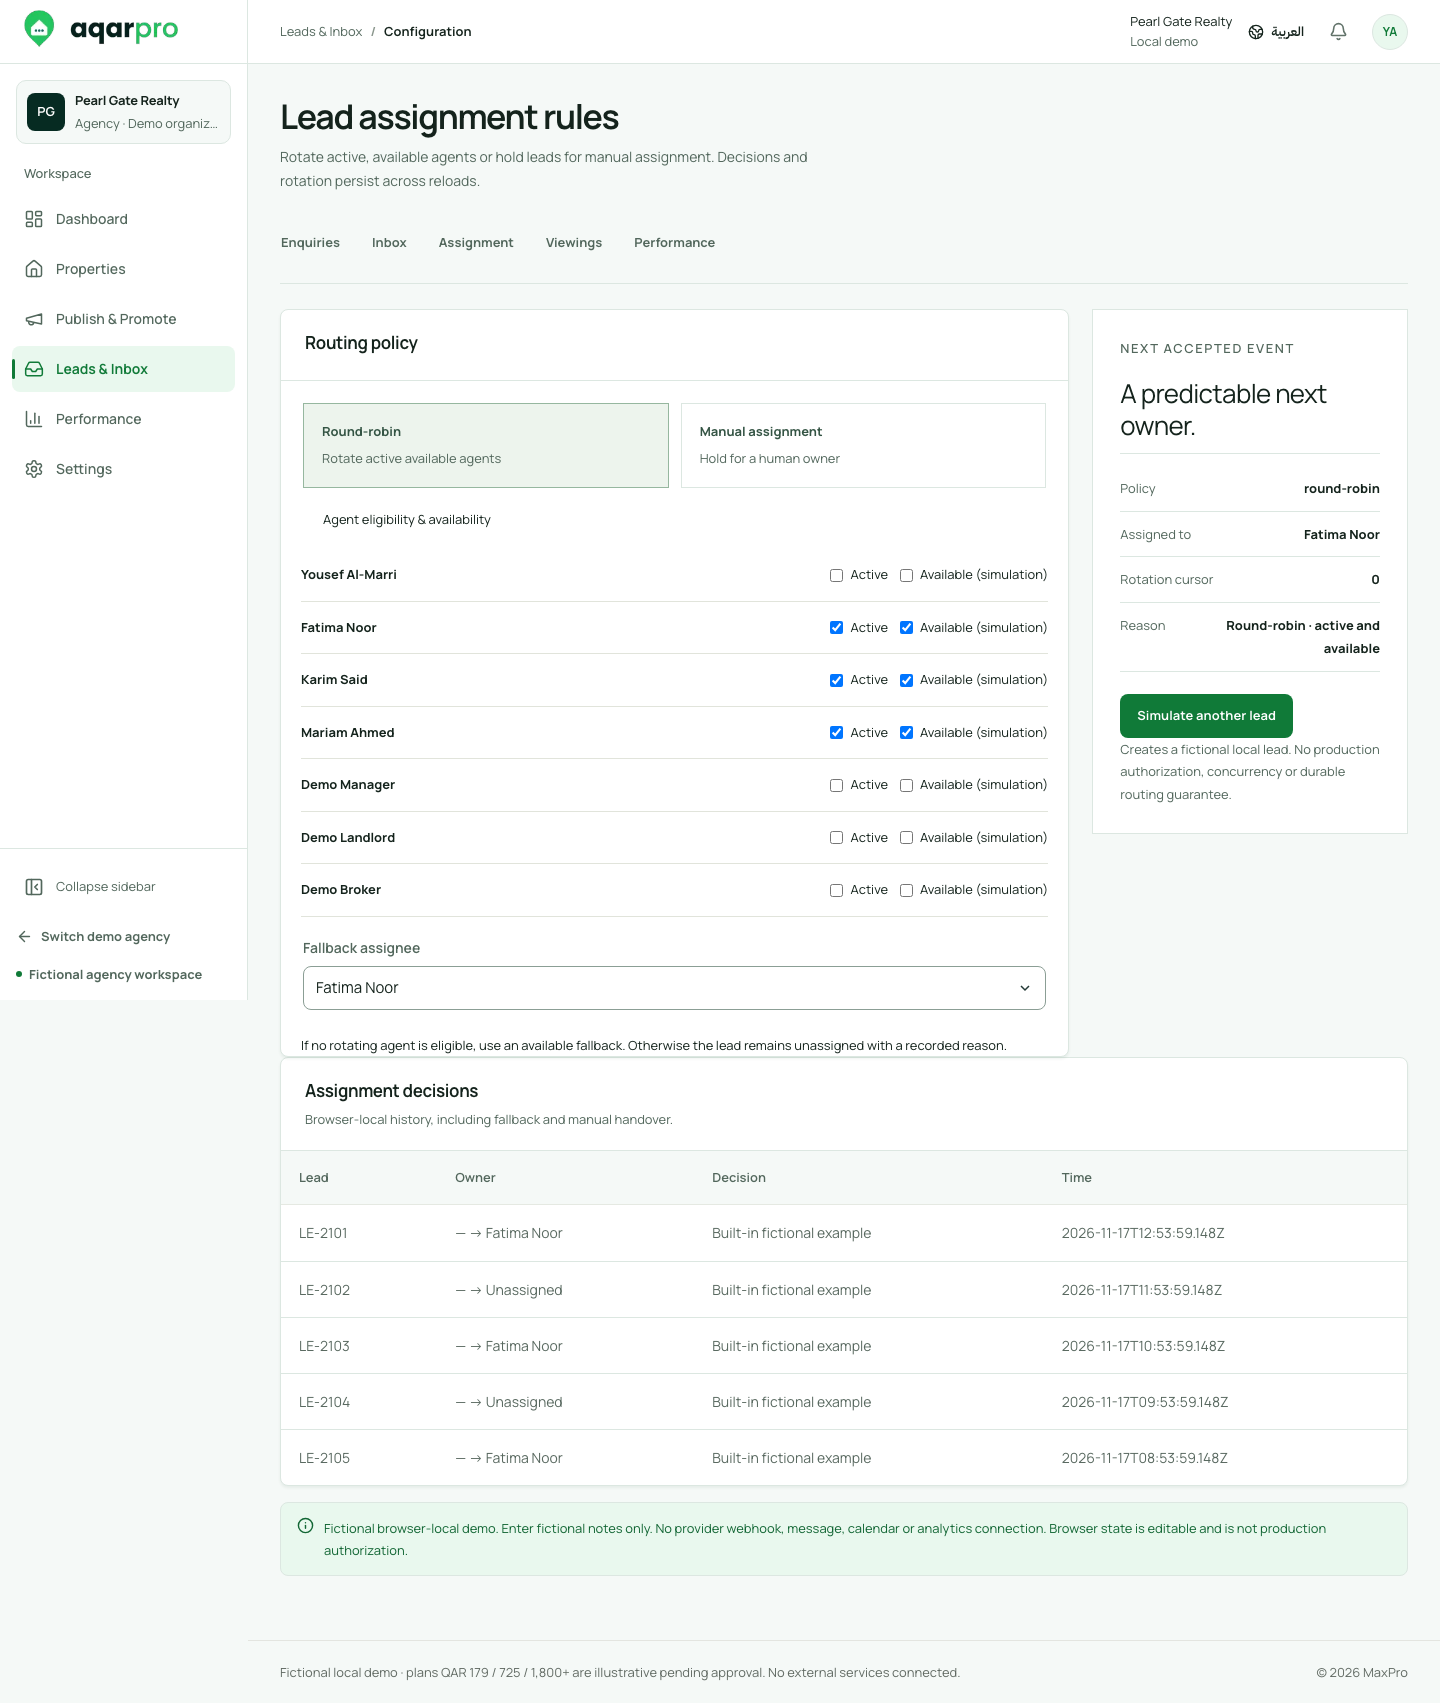 aqarpro
Leads & Inbox / Configuration
Pearl Gate Realty
Local demo
العربية
YA
PG
Pearl Gate Realty
Agency · Demo organiz...
Workspace
Dashboard
Properties
Publish & Promote
Leads & Inbox
Performance
Settings
Collapse sidebar
Switch demo agency
Fictional agency workspace
Lead assignment rules
Rotate active, available agents or hold leads for manual assignment. Decisions and
rotation persist across reloads.
Enquiries Inbox Assignment Viewings Performance
Routing policy
Round-robin
Rotate active available agents
Manual assignment
Hold for a human owner
Agent eligibility & availability
Yousef Al-Marri Active Available (simulation)
Fatima Noor Active Available (simulation)
Karim Said Active Available (simulation)
Mariam Ahmed Active Available (simulation)
Demo Manager Active Available (simulation)
Demo Landlord Active Available (simulation)
Demo Broker Active Available (simulation)
Fallback assignee
Fatima Noor
If no rotating agent is eligible, use an available fallback. Otherwise the lead remains unassigned with a recorded reason.
NEXT ACCEPTED EVENT
A predictable next
owner.
Policy round-robin
Assigned to Fatima Noor
Rotation cursor 0
Reason Round-robin · active and
available
Simulate another lead
Creates a fictional local lead. No production
authorization, concurrency or durable
routing guarantee.
Assignment decisions
Browser-local history, including fallback and manual handover.
Lead Owner Decision Time
LE-2101 — → Fatima Noor Built-in fictional example 2026-11-17T12:53:59.148Z
LE-2102 — → Unassigned Built-in fictional example 2026-11-17T11:53:59.148Z
LE-2103 — → Fatima Noor Built-in fictional example 2026-11-17T10:53:59.148Z
LE-2104 — → Unassigned Built-in fictional example 2026-11-17T09:53:59.148Z
LE-2105 — → Fatima Noor Built-in fictional example 2026-11-17T08:53:59.148Z
Fictional browser-local demo. Enter fictional notes only. No provider webhook, message, calendar or analytics connection. Browser state is editable and is not production
authorization.
Fictional local demo · plans QAR 179 / 725 / 1,800+ are illustrative pending approval. No external services connected.
© 2026 MaxPro